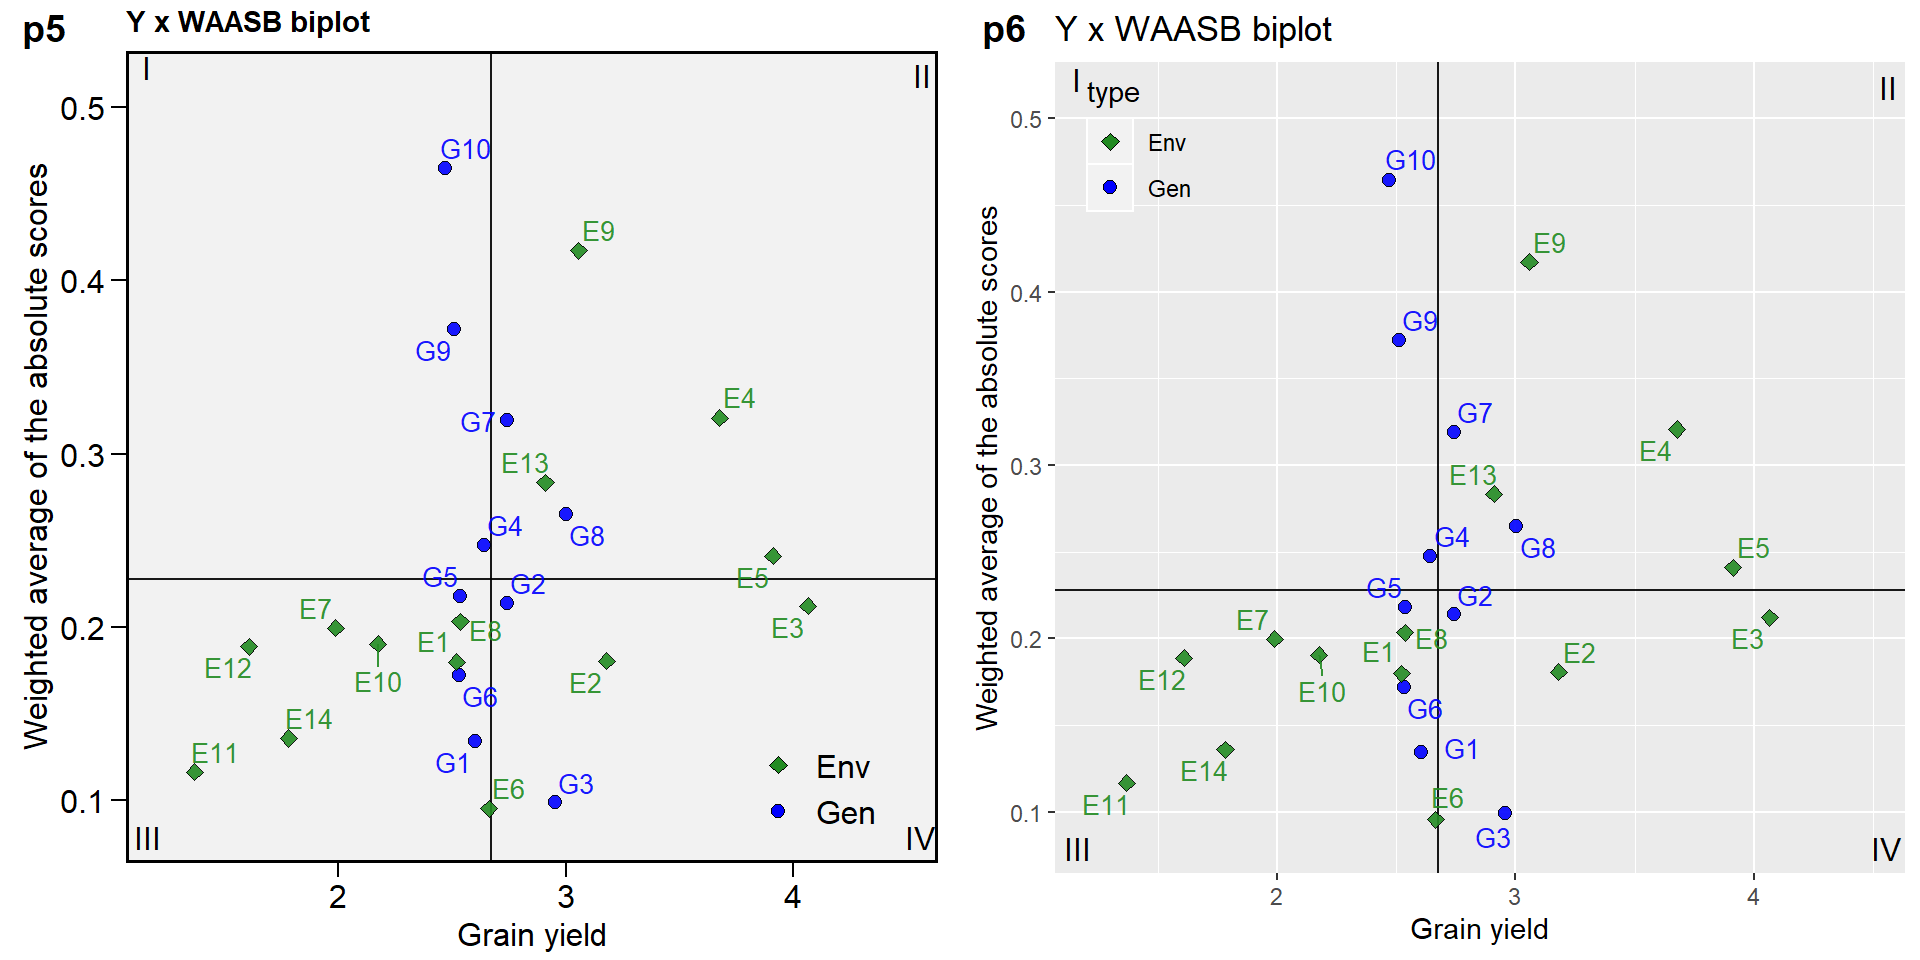 p5
Y x WAASB biplot
I
II
0.5
0.4
0.3
0.2
0.1
Weighted average of the absolute scores
G10
E9
G9
E4
G7
E13
G4
G8
G5
E5
G2
E7
E8
E3
E1
E12
E10
E2
G6
E14
E11
G1
E6
G3
Env
Gen
III
IV
2
3
4
Grain yield
p6
Y x WAASB biplot
I
II
type
Env
Gen
0.5
0.4
0.3
0.2
0.1
Weighted average of the absolute scores
G10
E9
G9
G7
E4
E13
G4
G8
E5
G5
G2
E7
E8
E3
E1
E2
E12
E10
G6
G1
E14
E11
E6
G3
III
IV
2
3
4
Grain yield